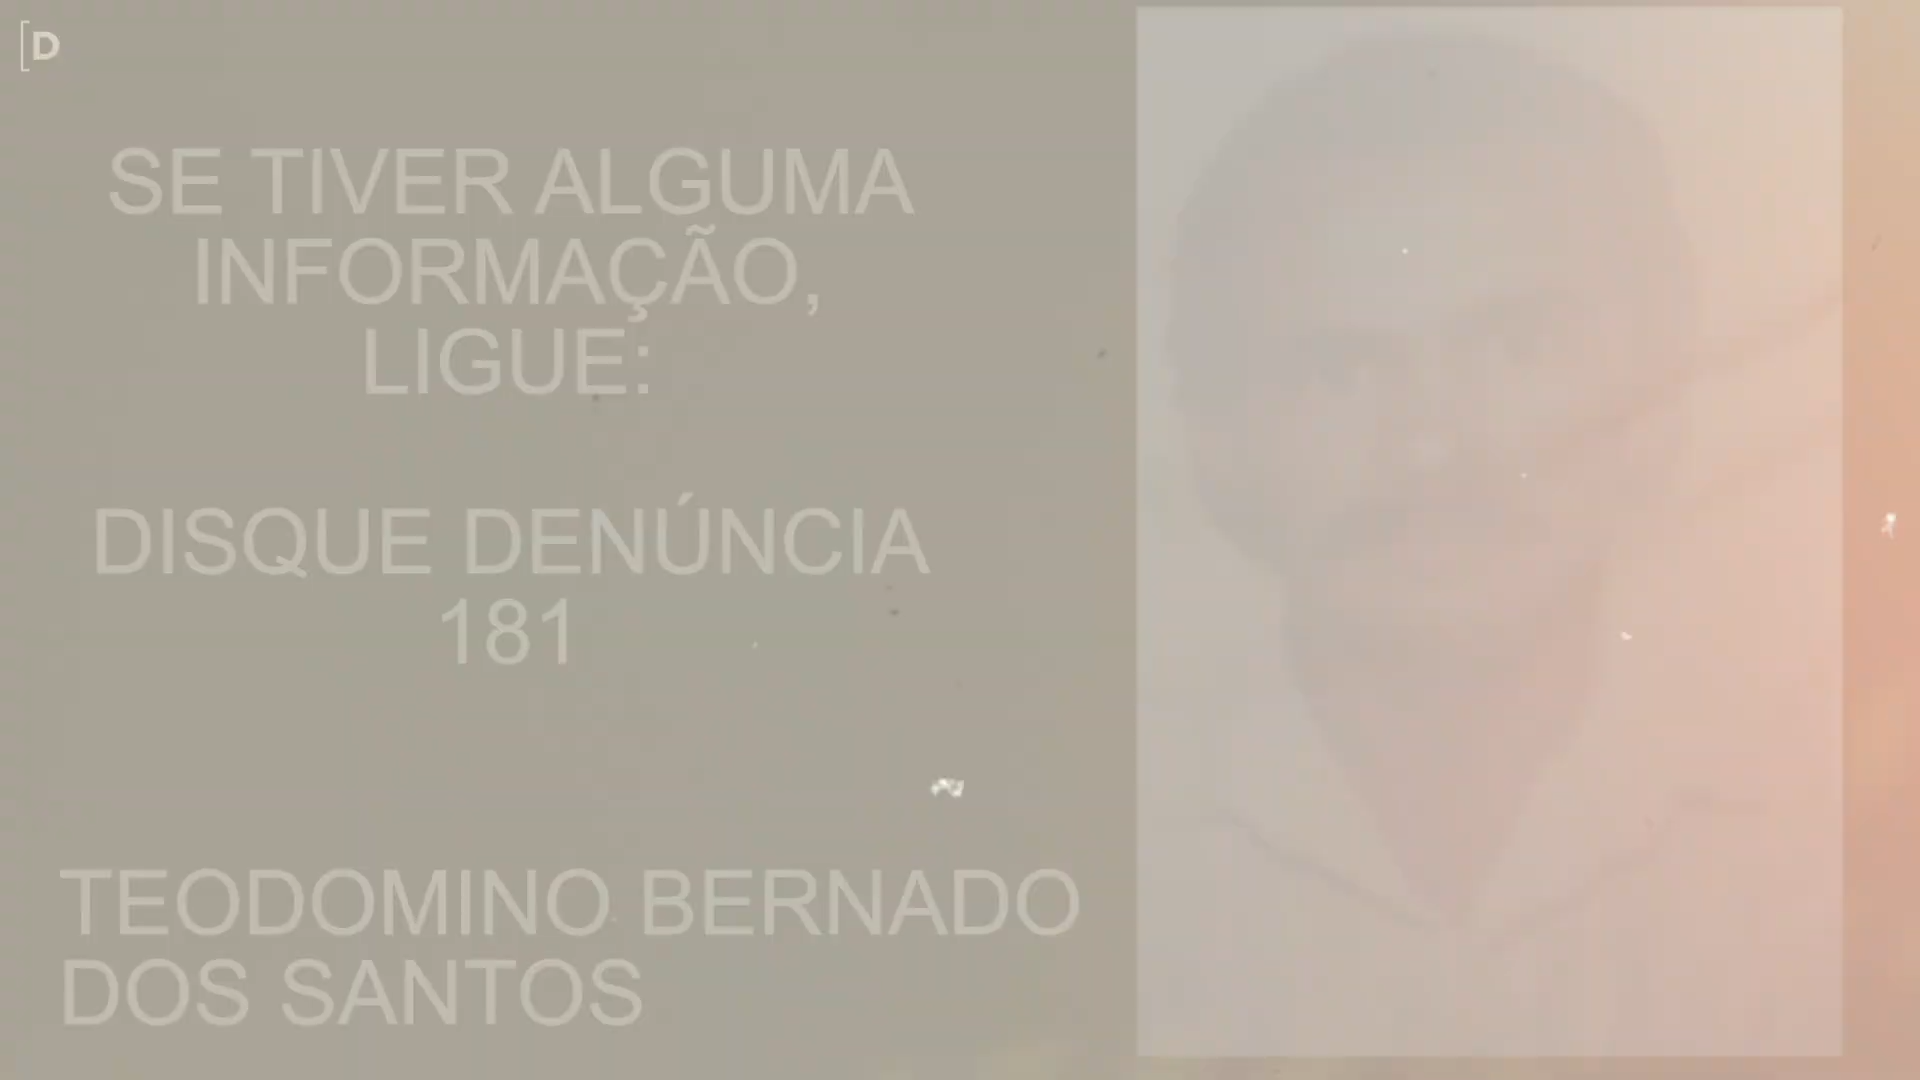 [D
SE TIVER ALGUMA
INFORMAÇÃO,
LIGUE:
DISQUE DENÚNCIA
181
TEODOMINO BERNADO
DOS SANTOS